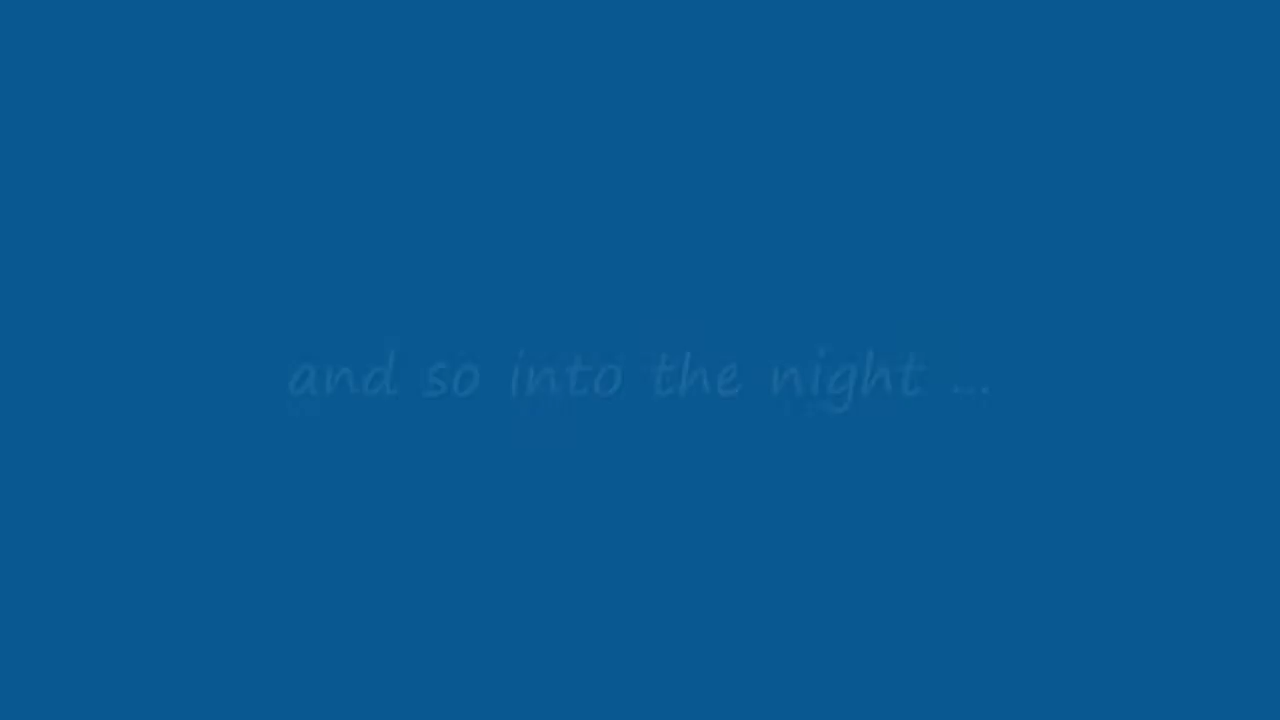 and so into the night ...